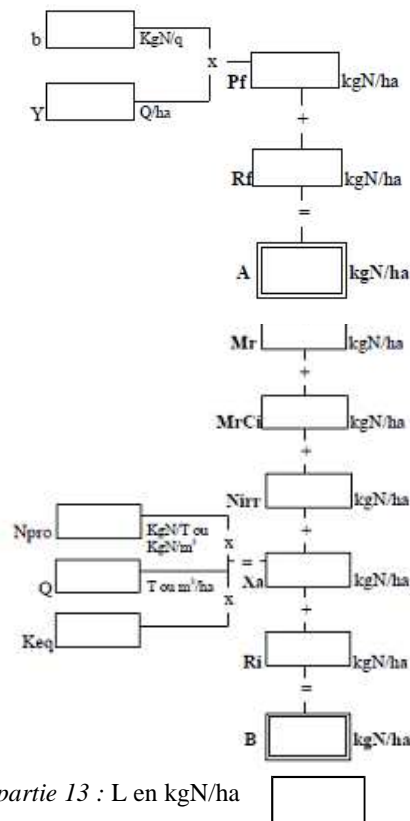 b KgN/q
x Pf kgN/ha
Y Q/ha
+
Rf kgN/ha
=
A kgN/ha
Mr kgN/ha
+
MrCi kgN/ha
+
Nirr kgN/ha
Npro KgN/T ou
KgN/m³
x
+
= Xa kgN/ha
Q T ou m³/ha
x
+
Keq
Ri kgN/ha
=
B kgN/ha
partie 13 : L en kgN/ha